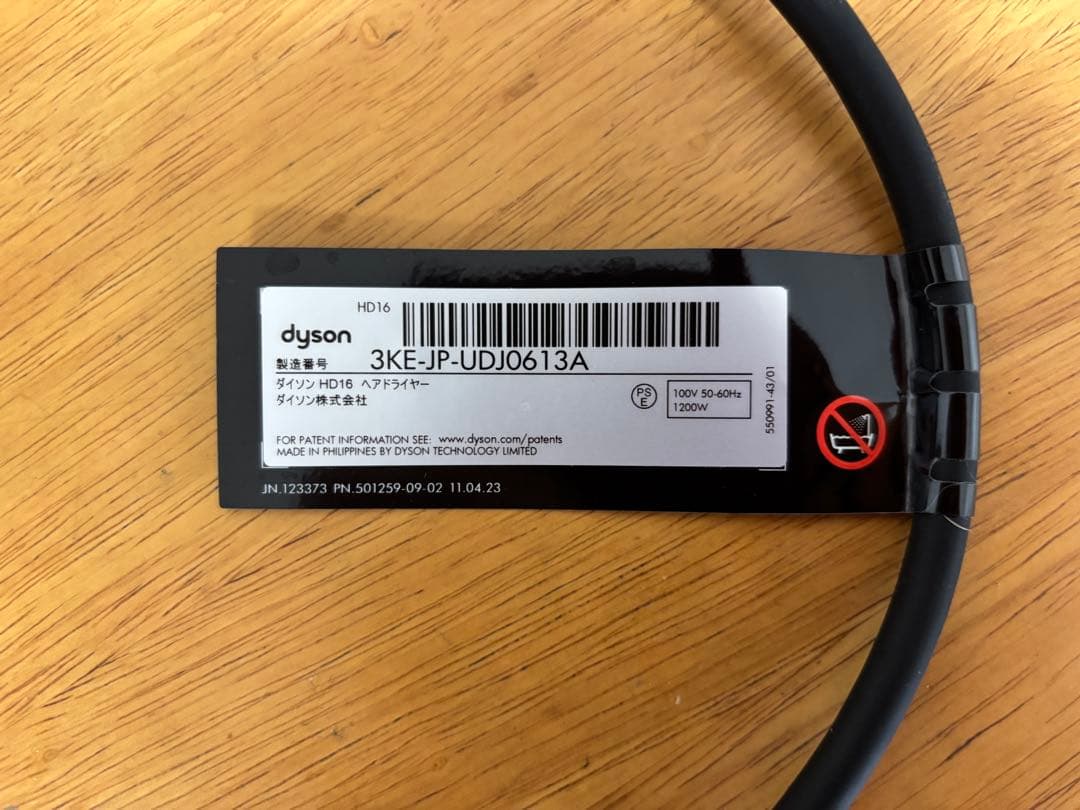 HD16
dyson
製造番号 3KE-JP-UDJ0613A
ダイソン HD16 ヘアドライヤー
ダイソン株式会社
PS
E
100V 50-60Hz
1200W
550991-43/01
FOR PATENT INFORMATION SEE: www.dyson.com/patents
MADE IN PHILIPPINES BY DYSON TECHNOLOGY LIMITED
JN.123373 PN.501259-09-02 11.04.23